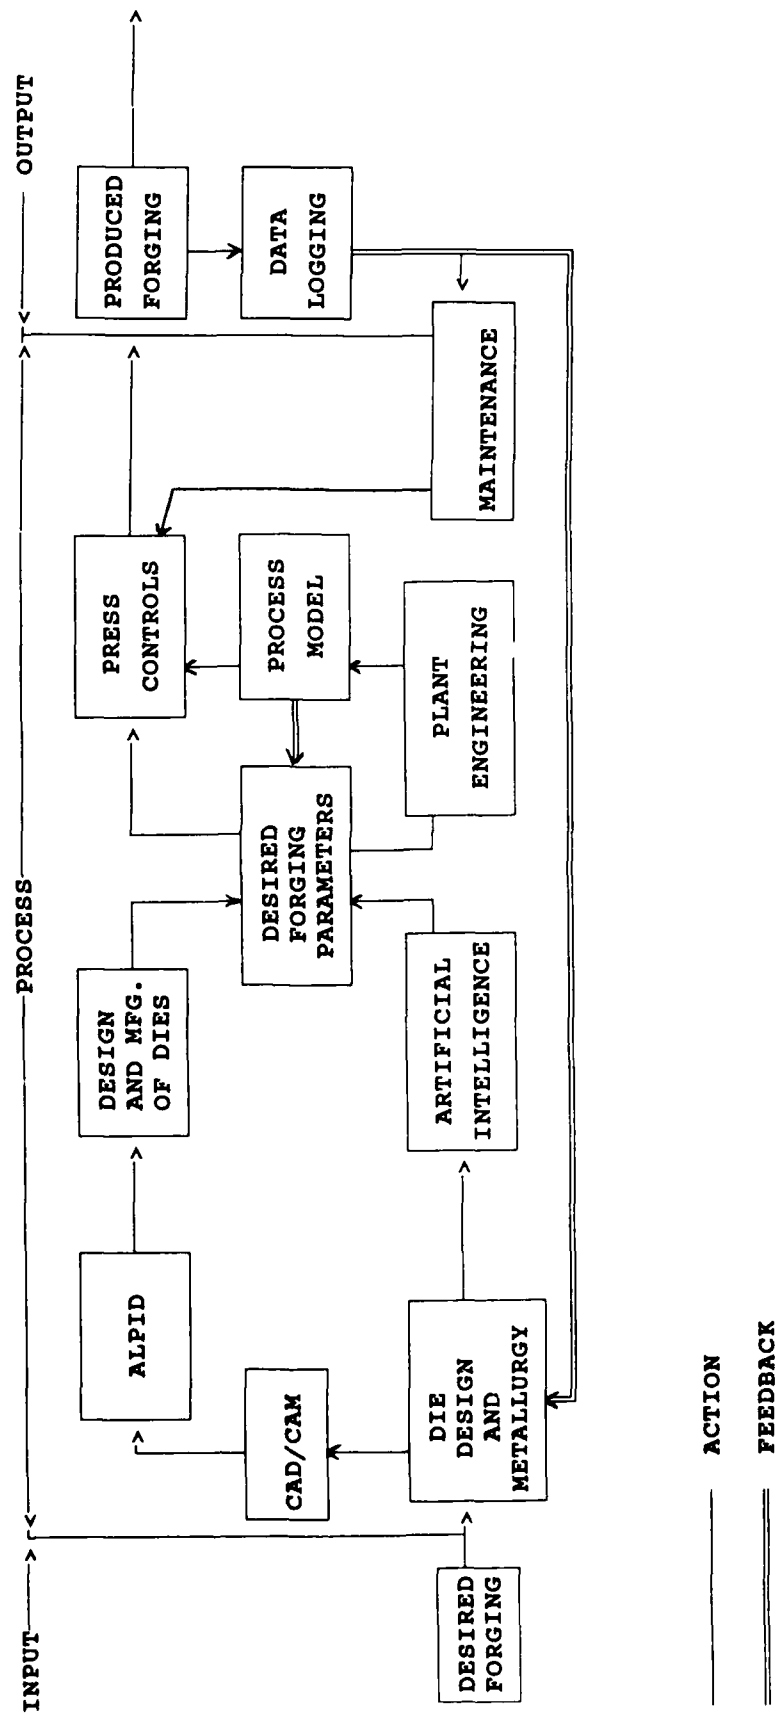 INPUT
PROCESS
OUTPUT
DESIRED
FORGING
DIE
DESIGN
AND
METALLURGY
CAD/CAM
ALPID
DESIGN
AND MFG.
OF DIES
ARTIFICIAL
INTELLIGENCE
DESIRED
FORGING
PARAMETERS
PLANT
ENGINEERING
PROCESS
MODEL
PRESS
CONTROLS
MAINTENANCE
PRODUCED
FORGING
DATA
LOGGING
ACTION
FEEDBACK